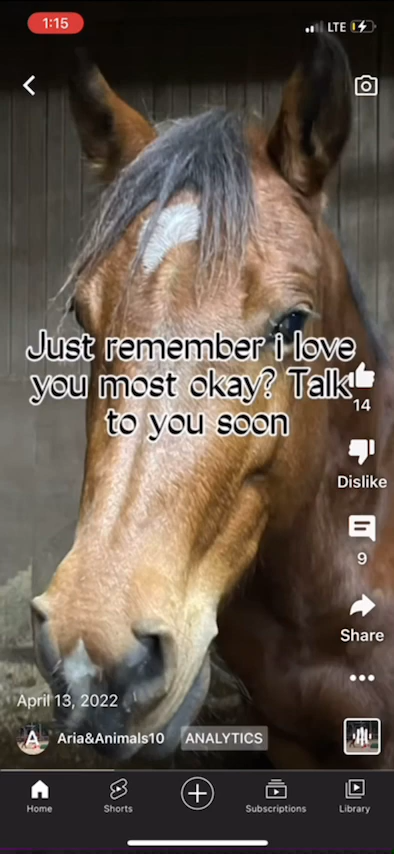 1:15
LTE
Just remember i love
you most okay? Talk
to you soon
14
Dislike
9
Share
April 13, 2022
A Aria&Animals10 ANALYTICS
Home Shorts Subscriptions Library